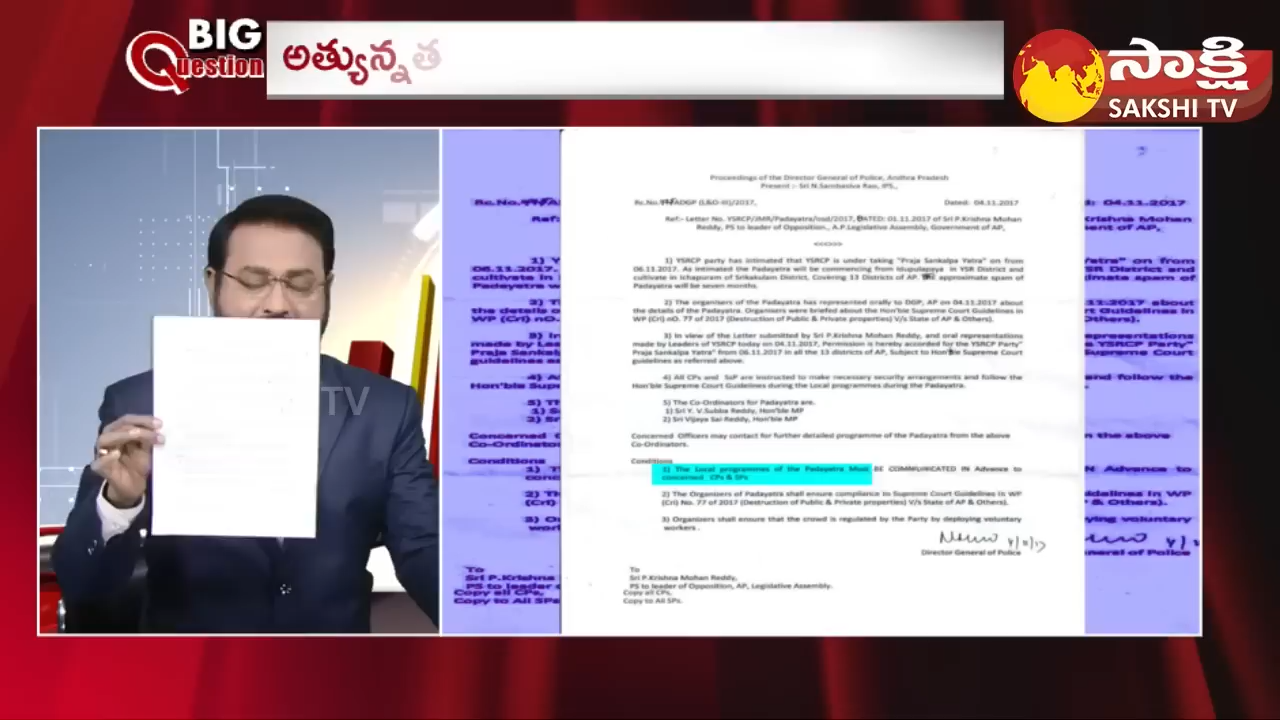 BIG
Question
అత్యున్నత
సాక్షి
SAKSHI TV
TV
Proceedings of the Director General of Police, Andhra Pradesh
Present :- Sri N.Sambasiva Rao, IPS.,
Rc.No. /ADGP (L&O-III)/2017, Dated: 04.11.2017
Ref:- Letter No. YSRCP/JMR/Padayatra/osd/2017, DATED: 01.11.2017 of Sri P.Krishna Mohan
Reddy, PS to leader of Opposition., A.P.Legislative Assembly, Government of AP,
<<<>>>
1) YSRCP party has intimated that YSRCP is under taking "Praja Sankalpa Yatra" on from
06.11.2017. As intimated the Padayatra will be commencing from Idupulapaya in YSR District and
cultivate in Ichapuram of Srikakulam District, Covering 13 Districts of AP. The approximate spam of
Padayatra will be seven months.
2) The organisers of the Padayatra has represented orally to DGP, AP on 04.11.2017 about
the details of the Padayatra. Organisers were briefed about the Hon'ble Supreme Court Guidelines in
WP (Crl) nO. 77 of 2007 (Destruction of Public & Private properties) V/s State of AP & Others).
3) In view of the Letter submitted by Sri P.Krishna Mohan Reddy, and oral representations
made by Leaders of YSRCP today on 04.11.2017, Permission is hereby accorded for the YSRCP Party"
Praja Sankalpa Yatra" from 06.11.2017 in all the 13 districts of AP, Subject to Hon'ble Supreme Court
guidelines as referred above.
4) All CPs and SsP are instructed to make necessary security arrangements and follow the
Hon'ble Supreme Court Guidelines during the Local programmes during the Padayatra.
5) The Co-Ordinators for Padayatra are.
1) Sri Y. V.Subba Reddy, Hon'ble MP
2) Sri Vijaya Sai Reddy, Hon'ble MP
Concerned Officers may contact for further detailed programme of the Padayatra from the above
Co-Ordinators.
Conditions
1) The Local programmes of the Padayatra Must BE COMMUNICATED IN Advance to
concerned CPs & SPs
2) The Organizers of Padayatra shall ensure compliance in Supreme Court Guidelines in WP
(Crl) No. 77 of 2007 (Destruction of Public & Private properties) V/s State of AP & Others).
3) Organizers shall ensure that the crowd is regulated by the Party by deploying voluntary
workers .
Director General of Police
To
Sri P.Krishna Mohan Reddy,
PS to leader of Opposition, AP, Legislative Assembly.
Copy all CPs,
Copy to All SPs.